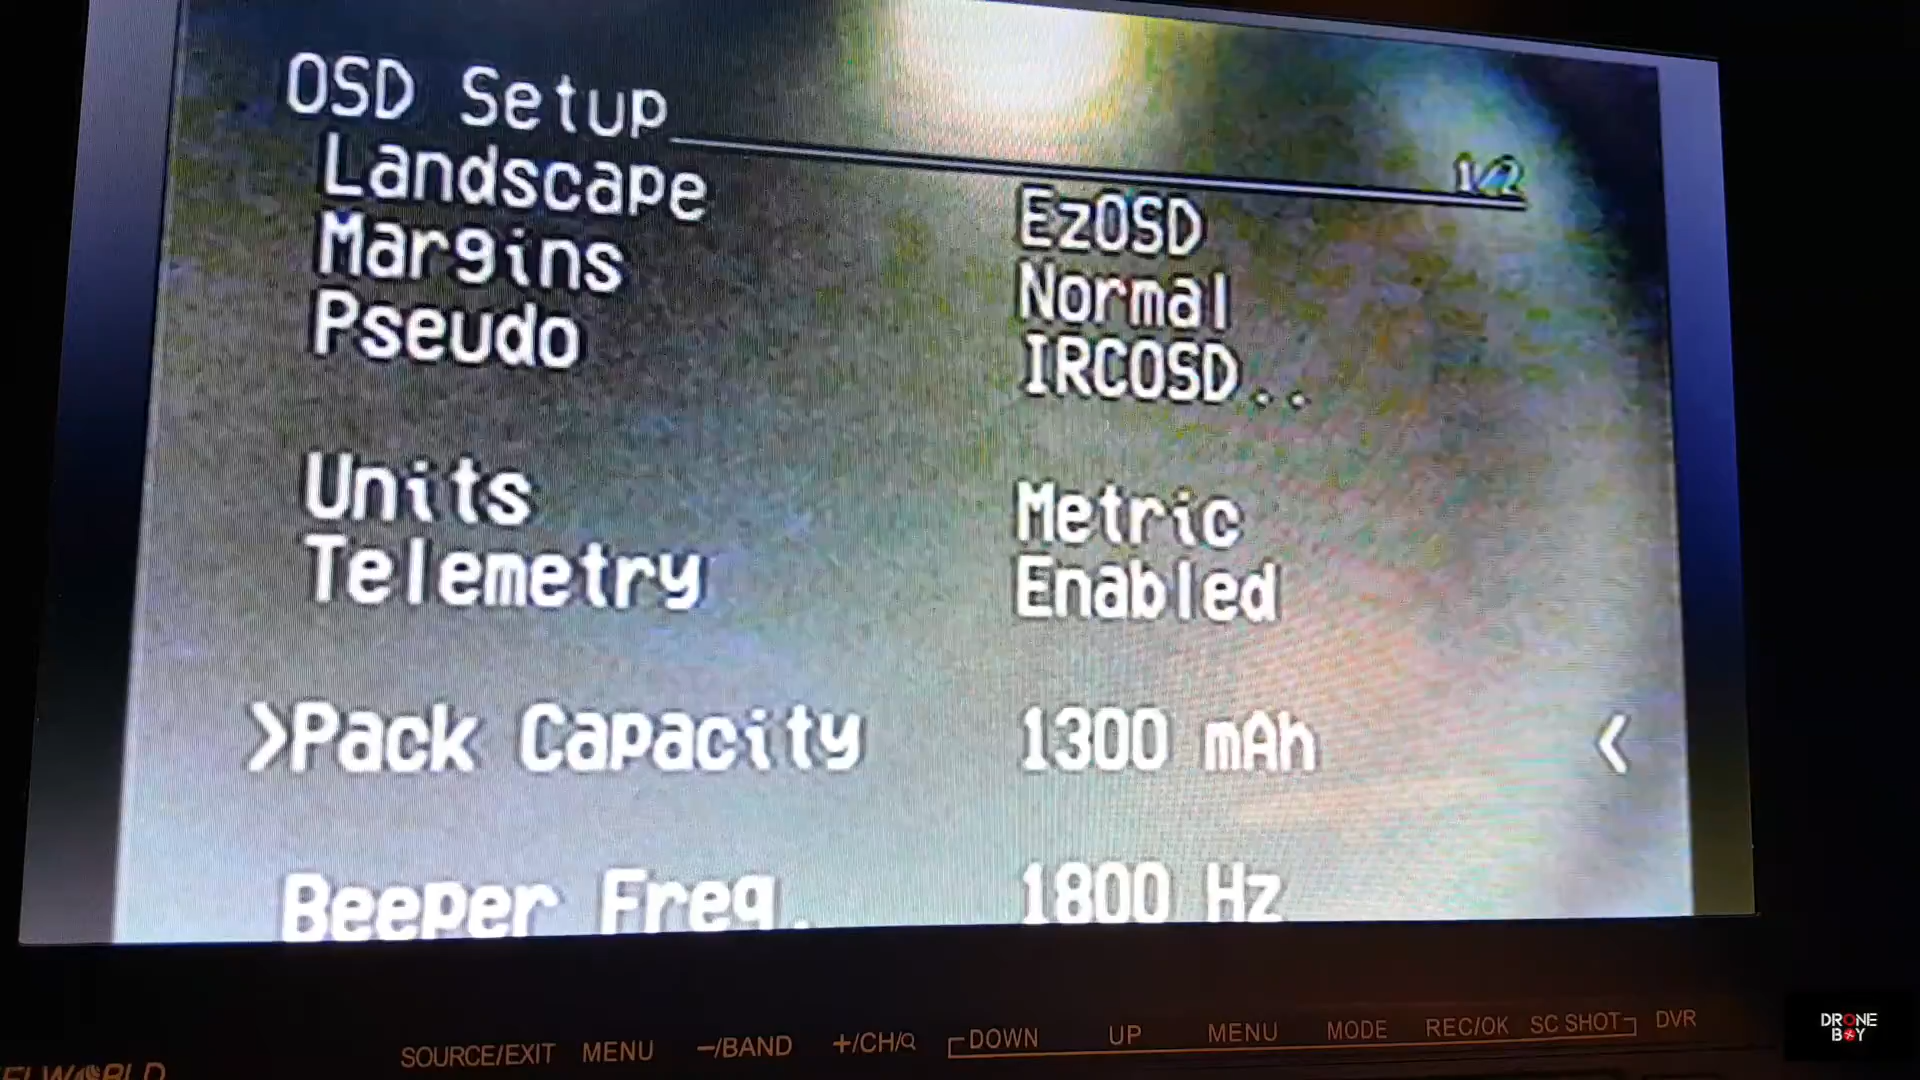 OSD Setup 1/2
Landscape EzOSD
Margins Normal
Pseudo IRCOSD..
Units Metric
Telemetry Enabled
>Pack Capacity 1300 mAh <
Beeper Freq. 1800 Hz
SOURCE/EXIT MENU −/BAND +/CH/ DOWN UP MENU MODE REC/OK SC SHOT DVR
DRONE BOY